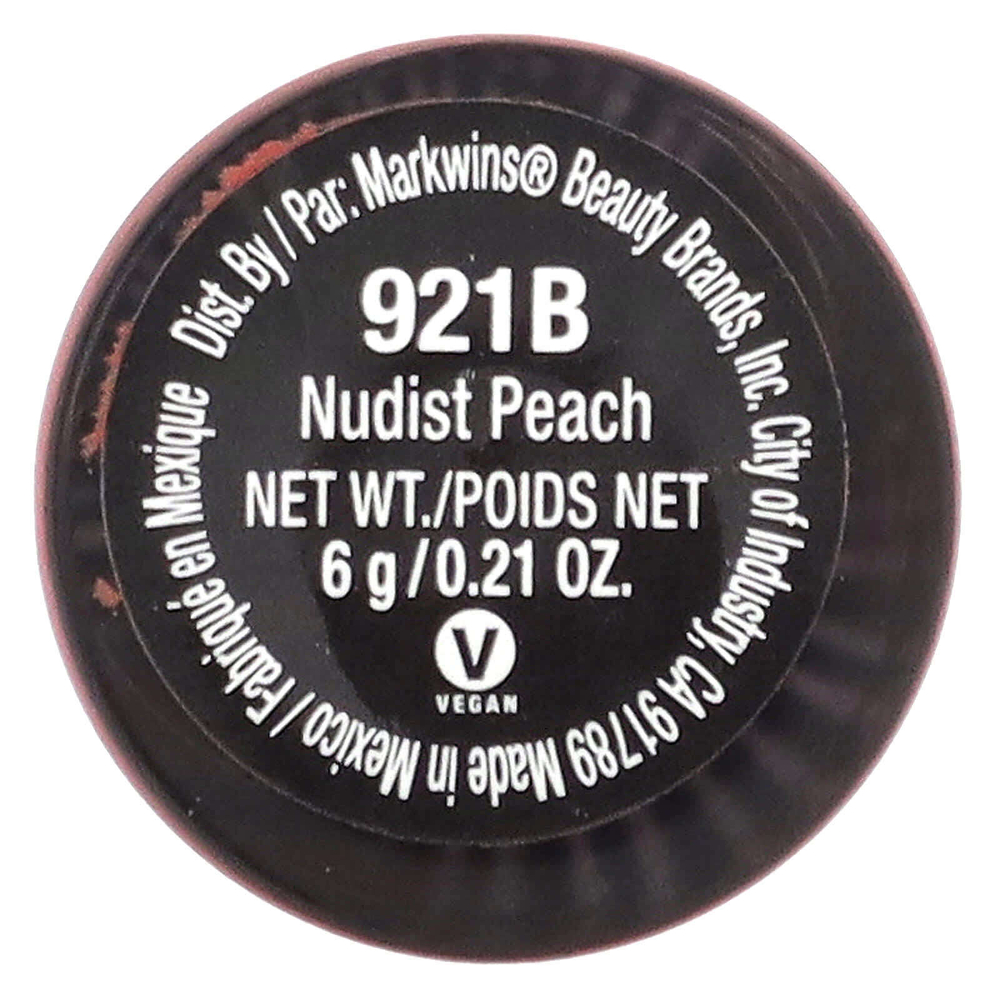 Dist. By / Par: Markwins® Beauty Brands, Inc. City of Industry, CA 91789 Made in Mexico / Fabriqué en Mexique
921B
Nudist Peach
NET WT./POIDS NET
6 g/0.21 OZ.
V
VEGAN